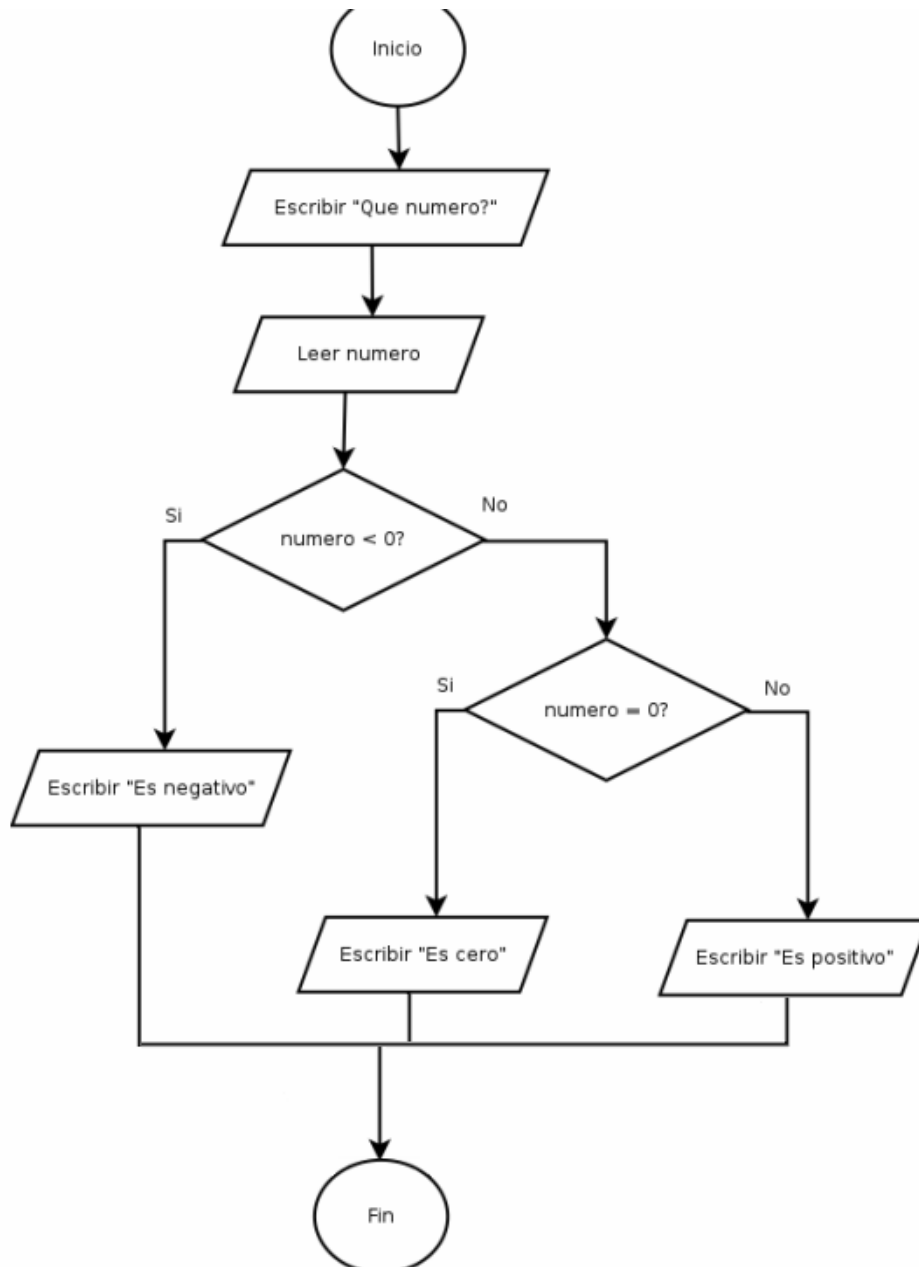 Inicio
Escribir "Que numero?"
Leer numero
Si
No
numero < 0?
Si
No
numero = 0?
Escribir "Es negativo"
Escribir "Es cero"
Escribir "Es positivo"
Fin